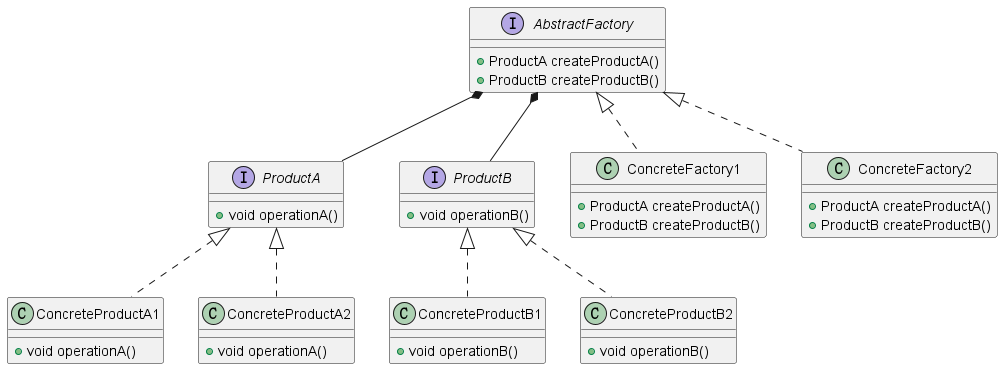 I AbstractFactory
ProductA createProductA()
ProductB createProductB()
I ProductA
void operationA()
I ProductB
void operationB()
C ConcreteFactory1
ProductA createProductA()
ProductB createProductB()
C ConcreteFactory2
ProductA createProductA()
ProductB createProductB()
C ConcreteProductA1
void operationA()
C ConcreteProductA2
void operationA()
C ConcreteProductB1
void operationB()
C ConcreteProductB2
void operationB()